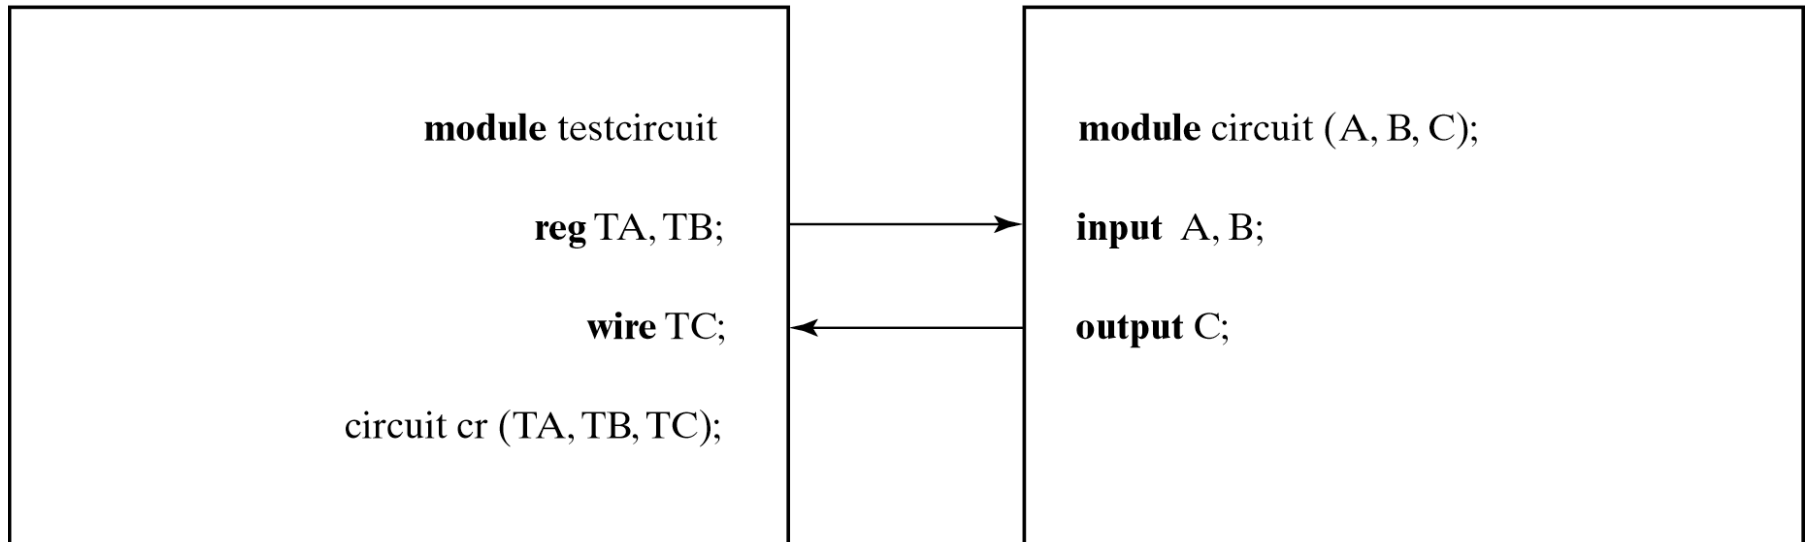 module testcircuit
reg TA, TB;
wire TC;
circuit cr (TA, TB, TC);
module circuit (A, B, C);
input A, B;
output C;